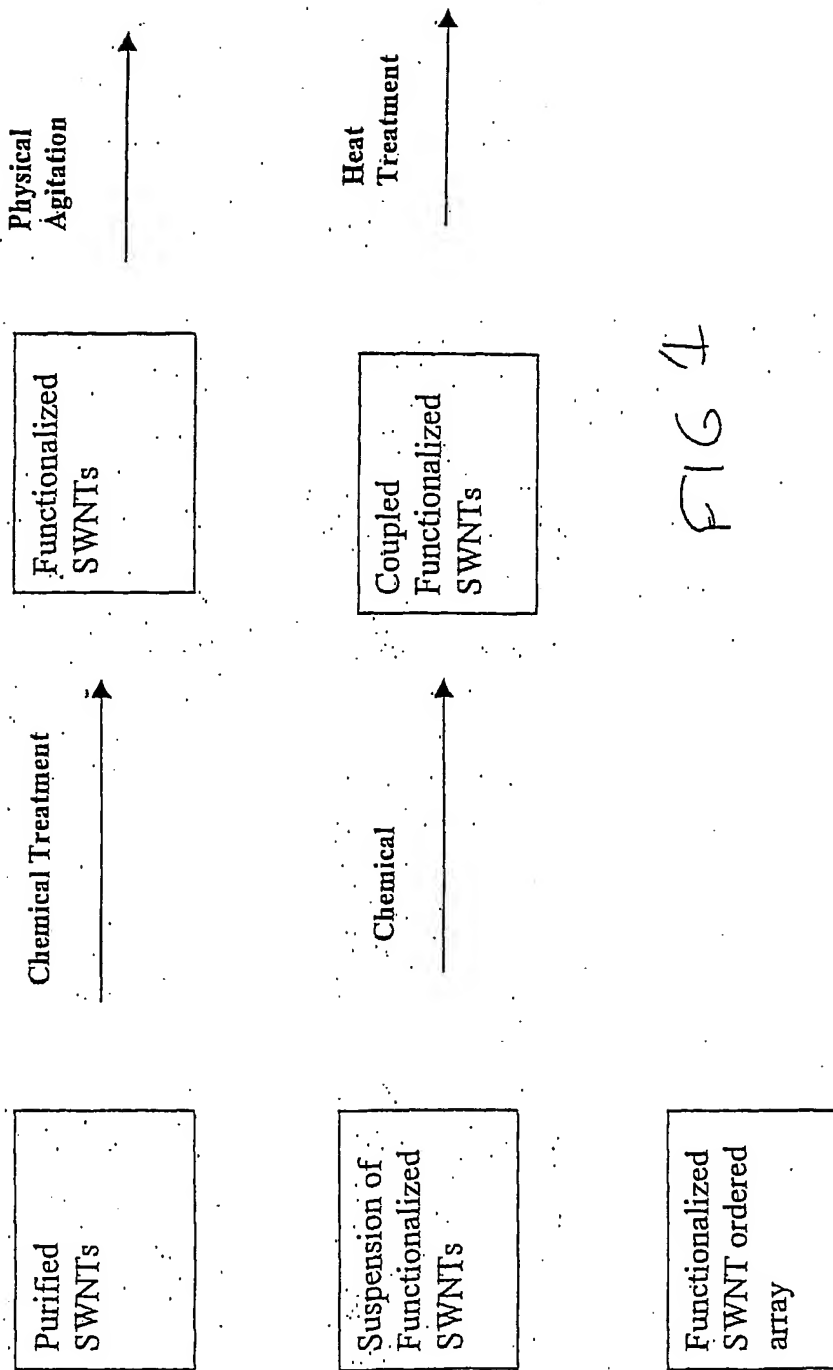 Purified
SWNTs
Chemical Treatment
Functionalized
SWNTs
Physical
Agitation
Suspension of
Functionalized
SWNTs
Chemical
Coupled
Functionalized
SWNTs
Heat
Treatment
Functionalized
SWNT ordered
array
FIG 1